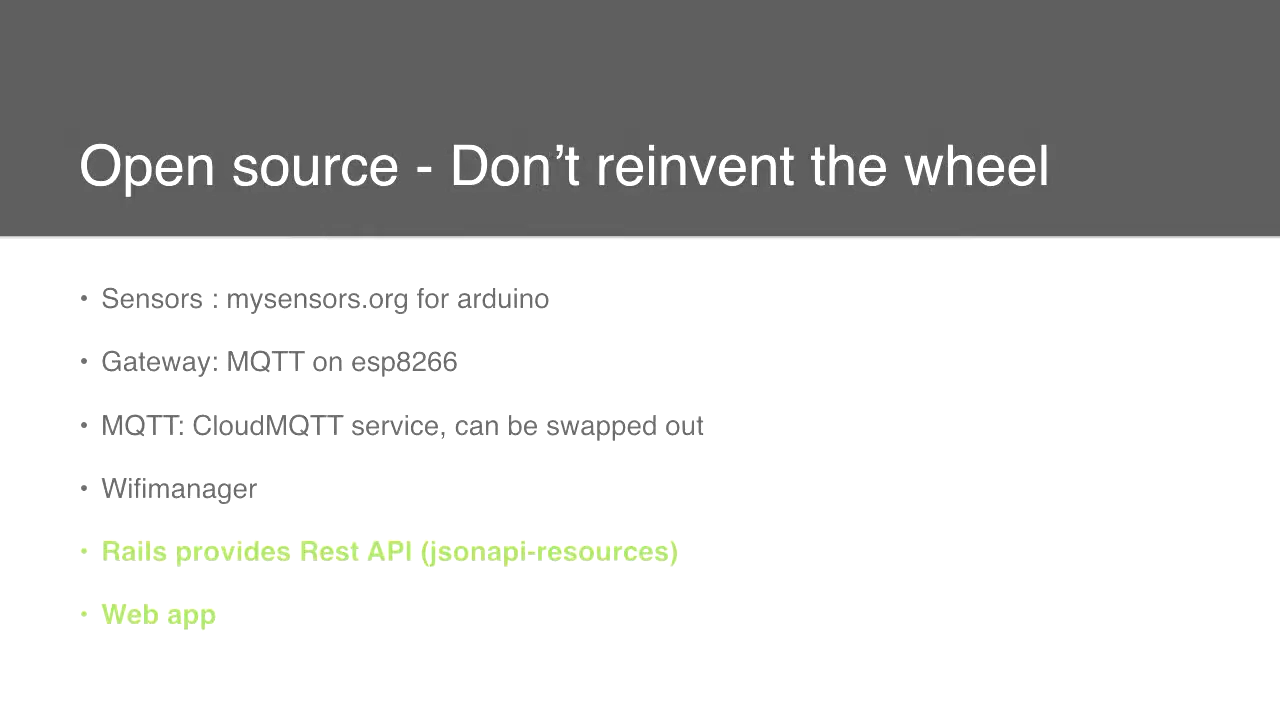 Open source - Don’t reinvent the wheel
• Sensors : mysensors.org for arduino
• Gateway: MQTT on esp8266
• MQTT: CloudMQTT service, can be swapped out
• Wifimanager
• Rails provides Rest API (jsonapi-resources)
• Web app